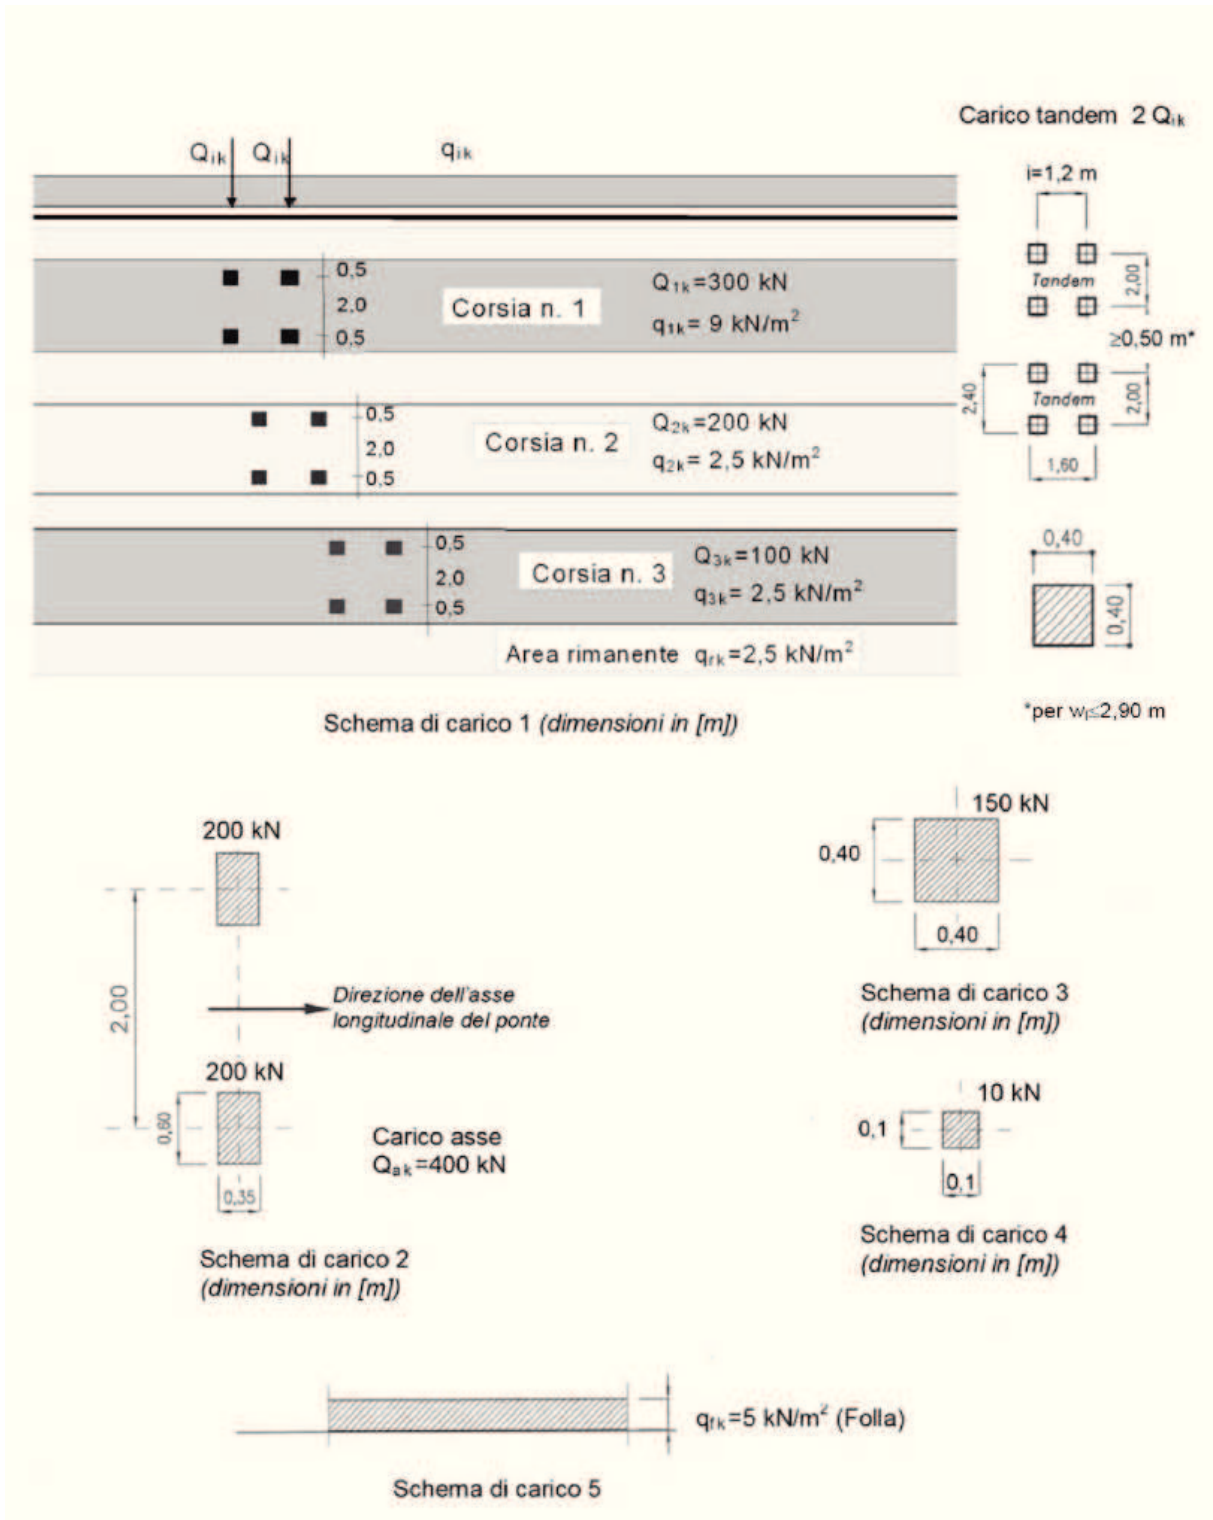 Carico tandem 2 Qik
Qik Qik qik
i=1,2 m
0,5
2,0
0,5
Corsia n. 1
Q1k=300 kN
q1k= 9 kN/m²
Tandem
2,00
≥0,50 m*
0,5
2,0
0,5
Corsia n. 2
Q2k=200 kN
q2k= 2,5 kN/m²
2,40
Tandem
2,00
1,60
0,5
2.0
0,5
Corsia n. 3
Q3k=100 kN
q3k= 2,5 kN/m²
0,40
0,40
Area rimanente qrk=2,5 kN/m²
Schema di carico 1 (dimensioni in [m])
*per wl≤2,90 m
200 kN
2,00
Direzione dell'asse
longitudinale del ponte
200 kN
0,60
0,35
Carico asse
Qak=400 kN
Schema di carico 2
(dimensioni in [m])
150 kN
0,40
0,40
Schema di carico 3
(dimensioni in [m])
10 kN
0,1
0,1
Schema di carico 4
(dimensioni in [m])
qfk=5 kN/m² (Folla)
Schema di carico 5